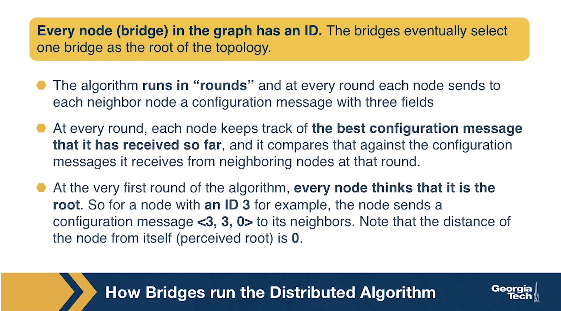 Every node (bridge) in the graph has an ID. The bridges eventually select
one bridge as the root of the topology.
The algorithm runs in “rounds” and at every round each node sends to
each neighbor node a configuration message with three fields
At every round, each node keeps track of the best configuration message
that it has received so far, and it compares that against the configuration
messages it receives from neighboring nodes at that round.
At the very first round of the algorithm, every node thinks that it is the
root. So for a node with an ID 3 for example, the node sends a
configuration message <3, 3, 0> to its neighbors. Note that the distance of
the node from itself (perceived root) is 0.
How Bridges run the Distributed Algorithm
Georgia
Tech